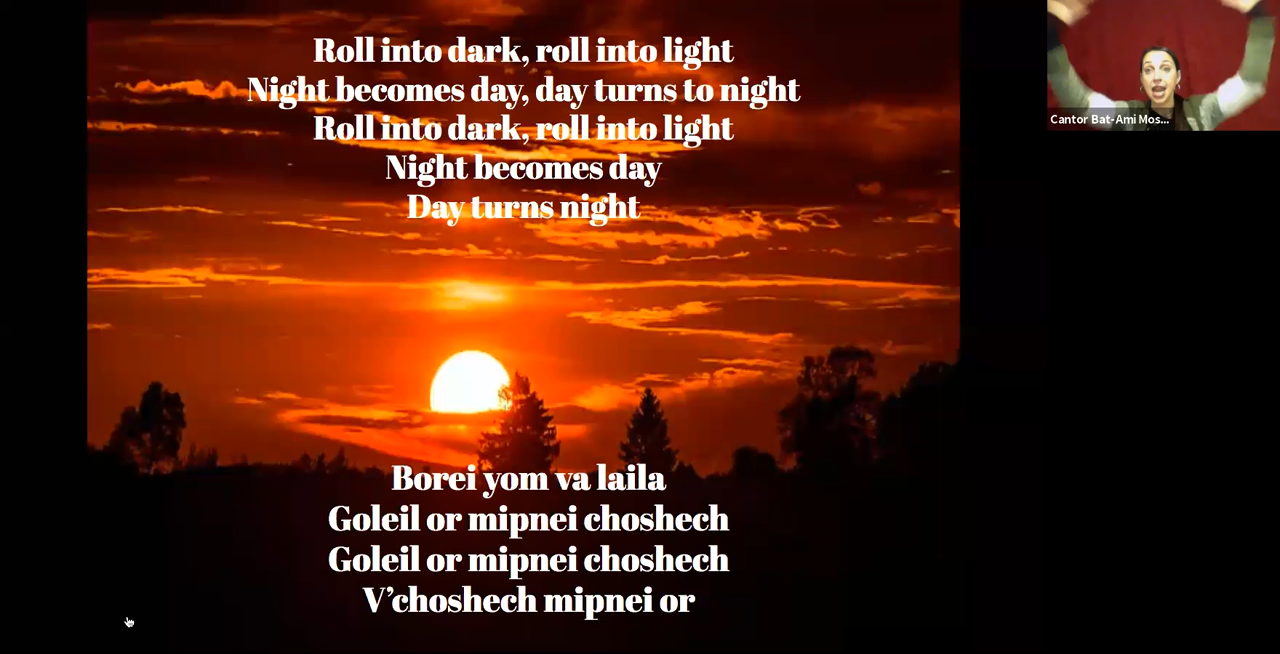 Roll into dark, roll into light
Night becomes day, day turns to night
Roll into dark, roll into light
Night becomes day
Day turns night
Cantor Bat-Ami Mos...
Borei yom va laila
Goleil or mipnei choshech
Goleil or mipnei choshech
V’choshech mipnei or